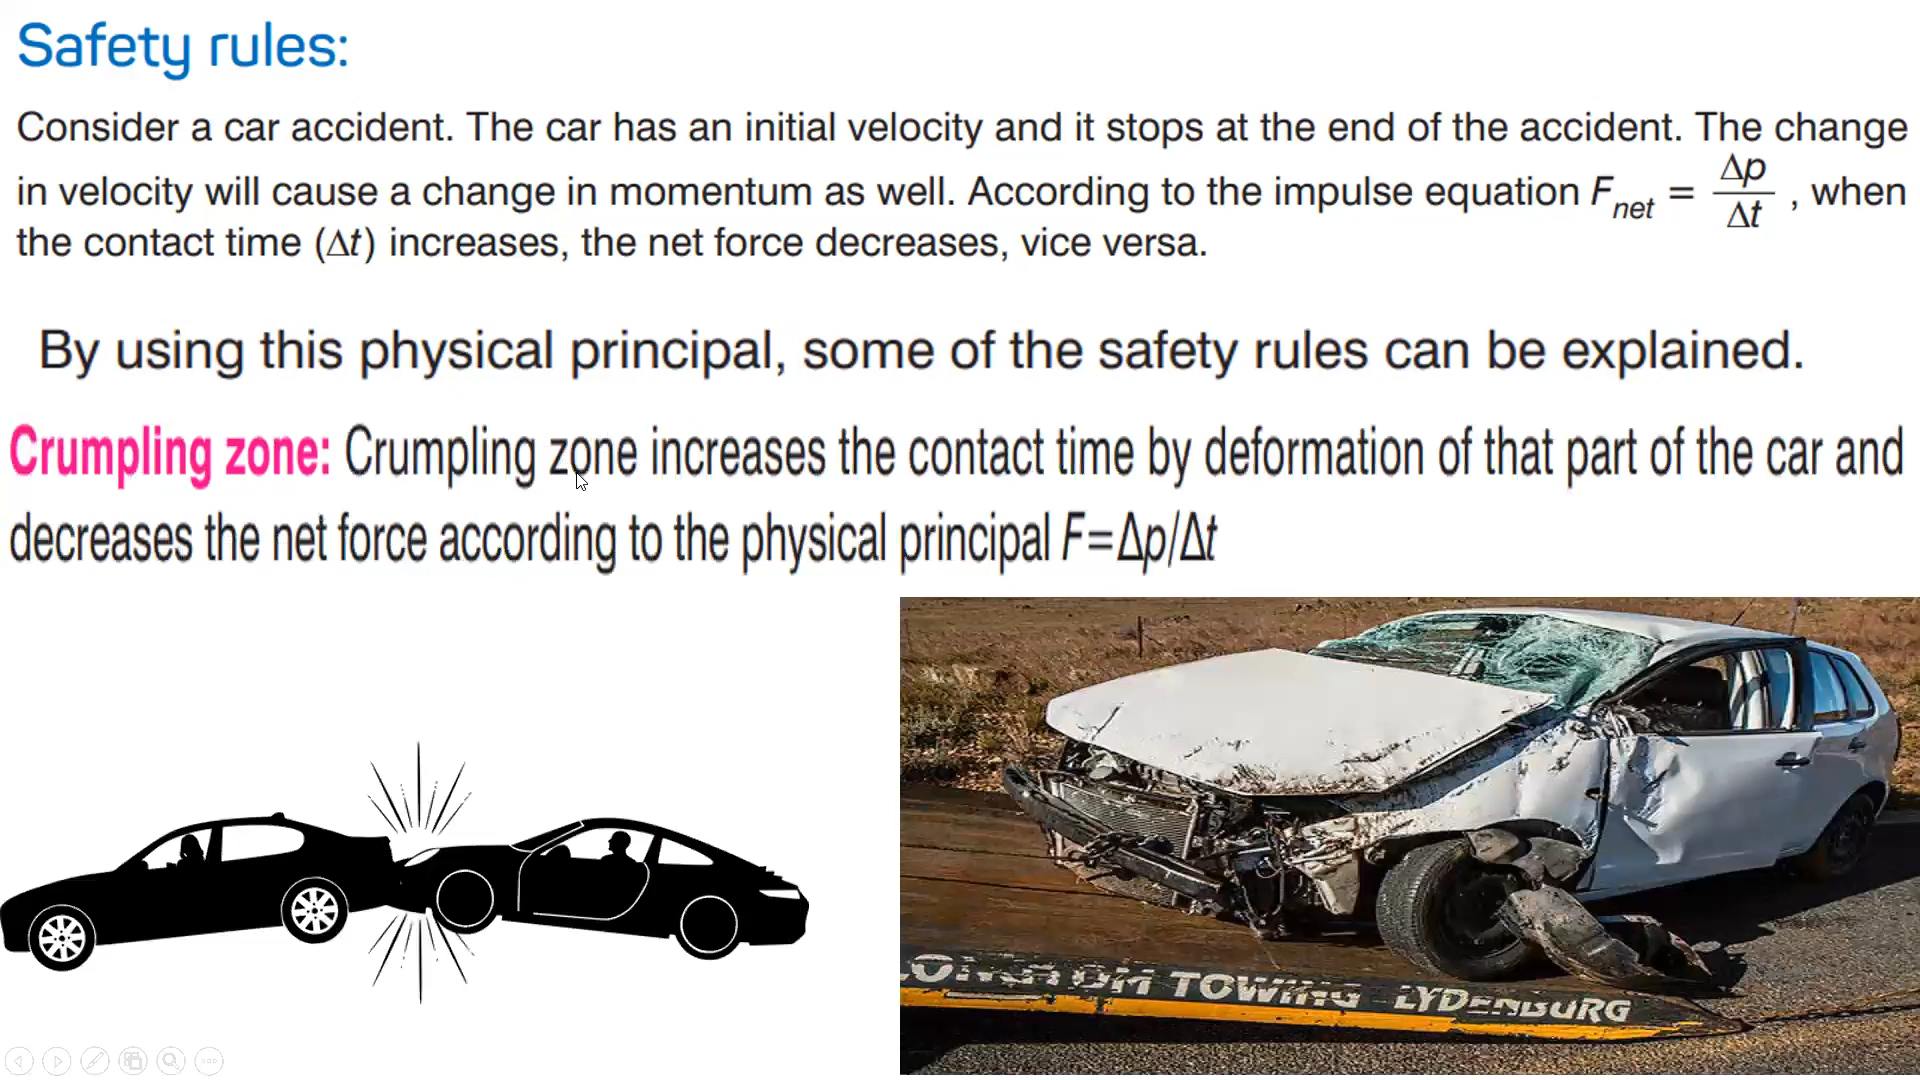 Safety rules:
Consider a car accident. The car has an initial velocity and it stops at the end of the accident. The change
in velocity will cause a change in momentum as well. According to the impulse equation F_net = Δp/Δt , when
the contact time (Δt) increases, the net force decreases, vice versa.
By using this physical principal, some of the safety rules can be explained.
Crumpling zone: Crumpling zone increases the contact time by deformation of that part of the car and
decreases the net force according to the physical principal F=Δp/Δt
TOWING LYDENBURG